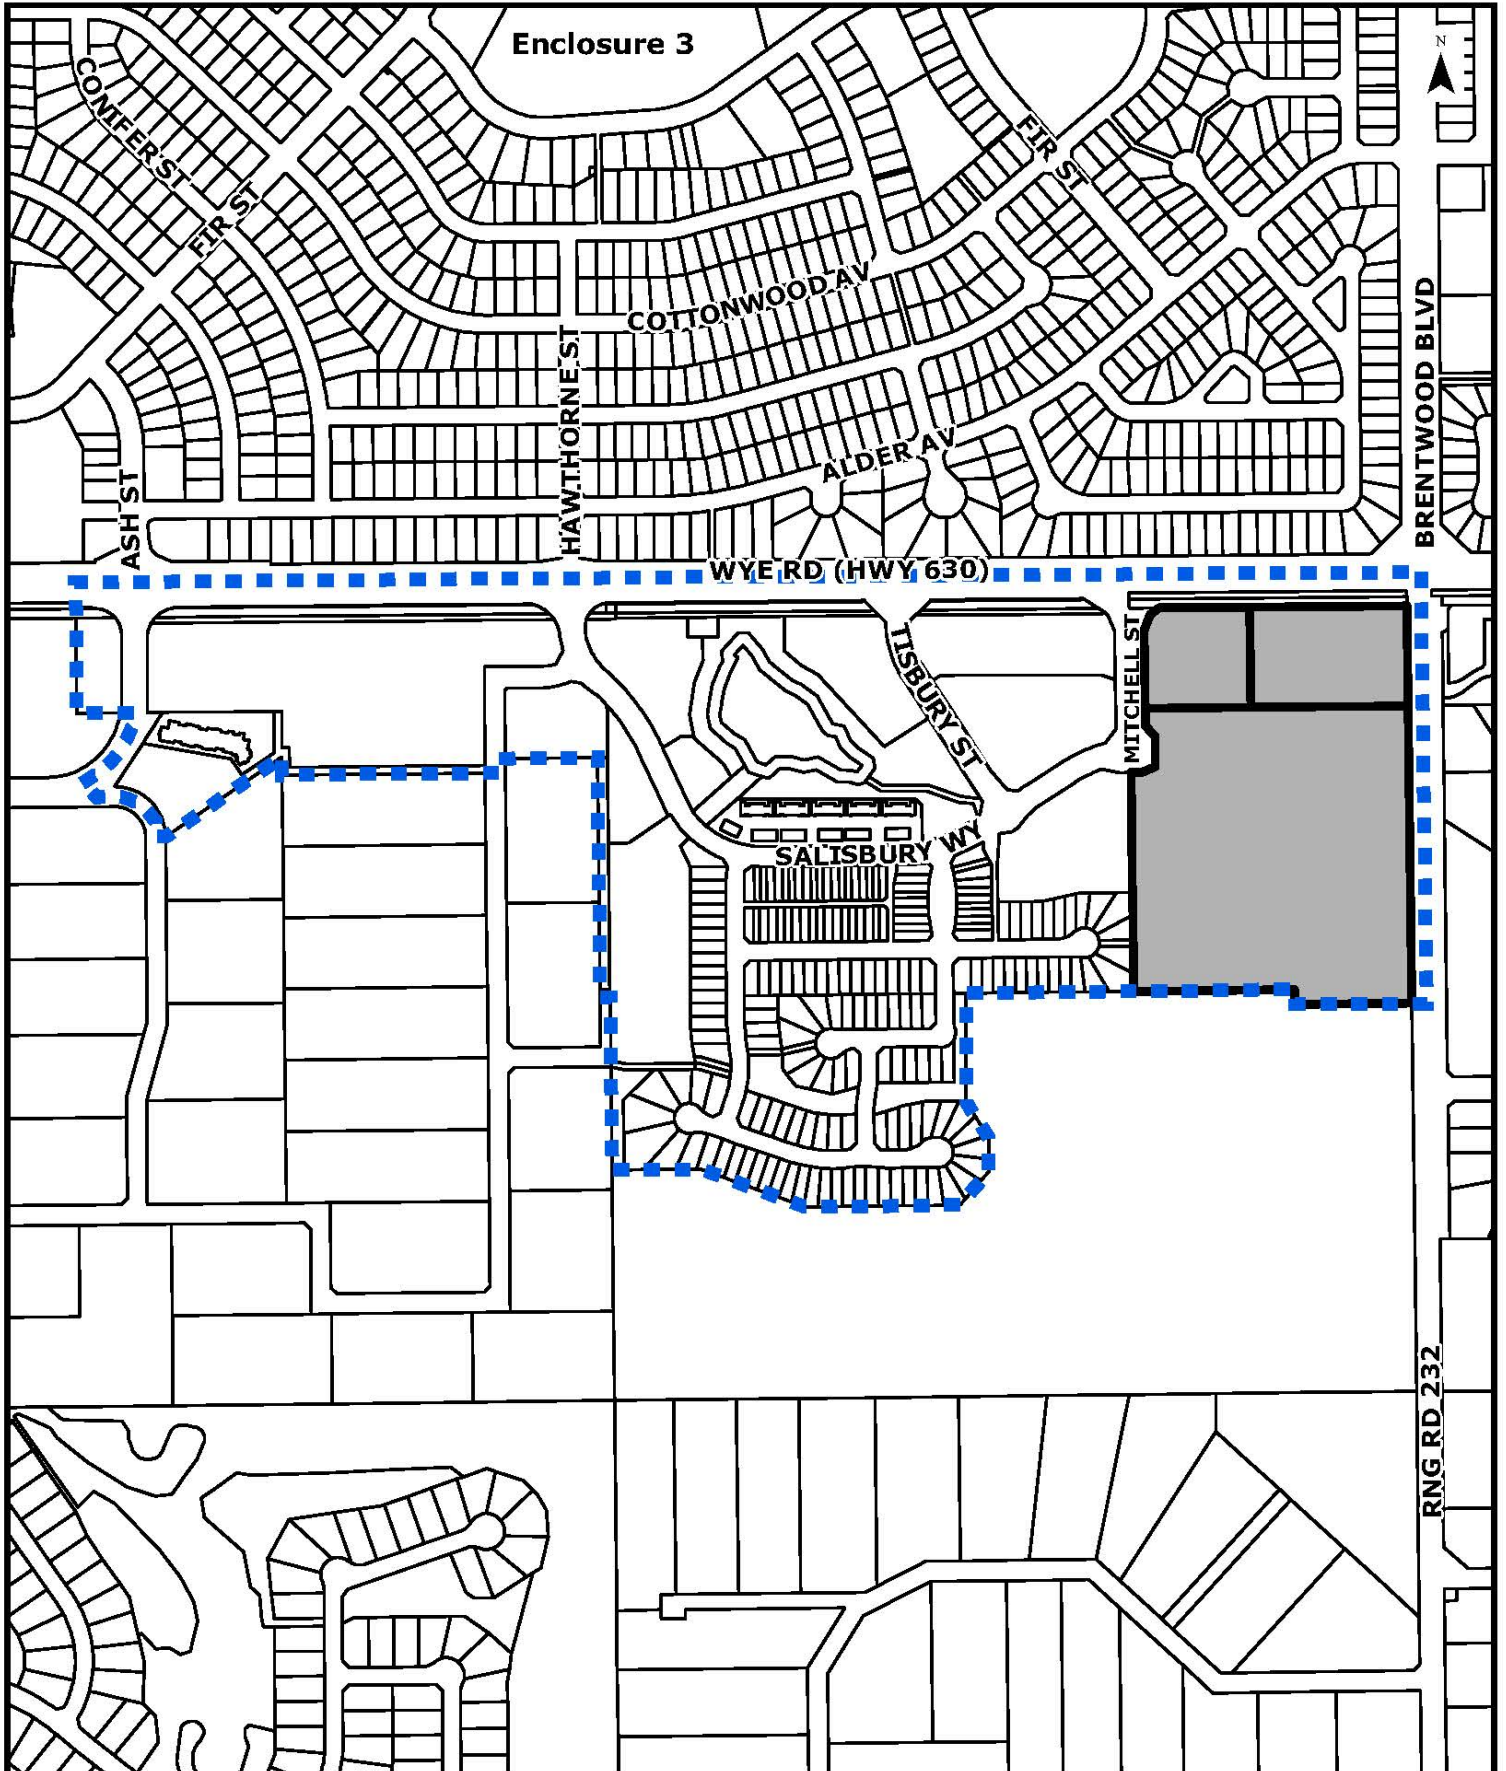 Enclosure 3
N
CONIFER ST
FIR ST
FIR ST
COTTONWOOD AV
HAWTHORNE ST
BRENTWOOD BLVD
ALDER AV
ASH ST
WYE RD (HWY 630)
TISBURY ST
MITCHELL ST
SALISBURY WY
RNG RD 232